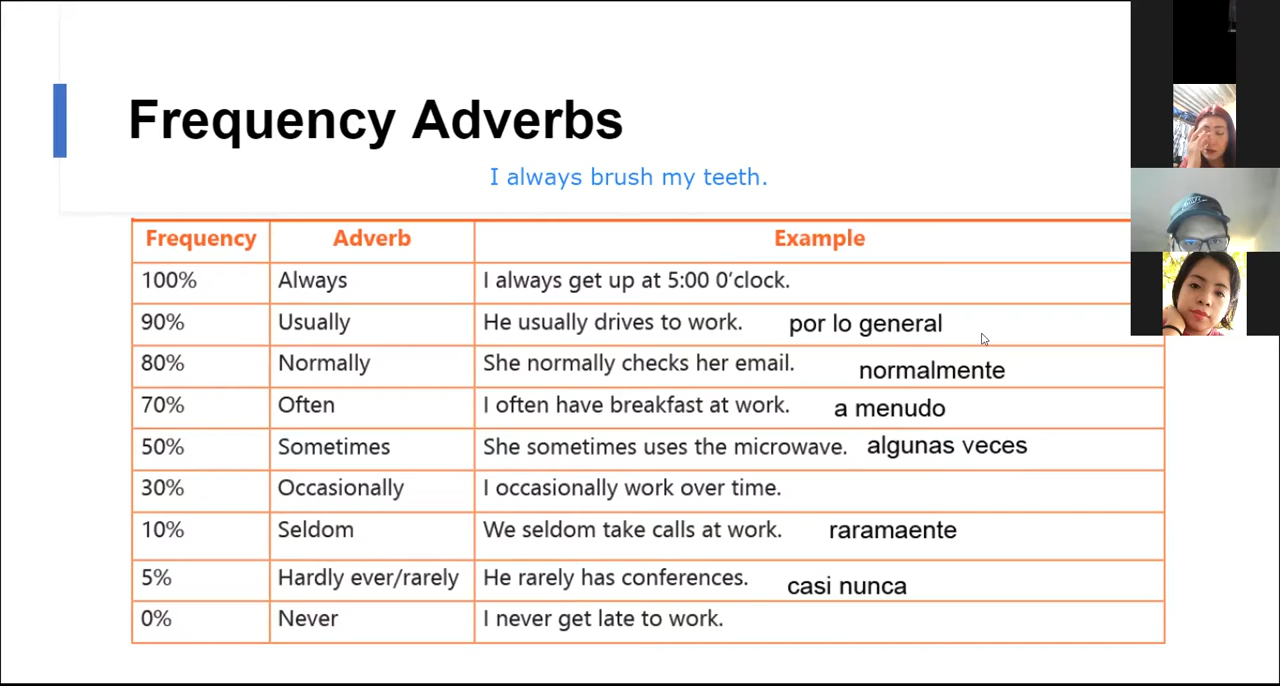 Frequency Adverbs
I always brush my teeth.
Frequency Adverb Example
100% Always I always get up at 5:00 0’clock.
90% Usually He usually drives to work. por lo general
80% Normally She normally checks her email. normalmente
70% Often I often have breakfast at work. a menudo
50% Sometimes She sometimes uses the microwave. algunas veces
30% Occasionally I occasionally work over time.
10% Seldom We seldom take calls at work. raramaente
5% Hardly ever/rarely He rarely has conferences. casi nunca
0% Never I never get late to work.